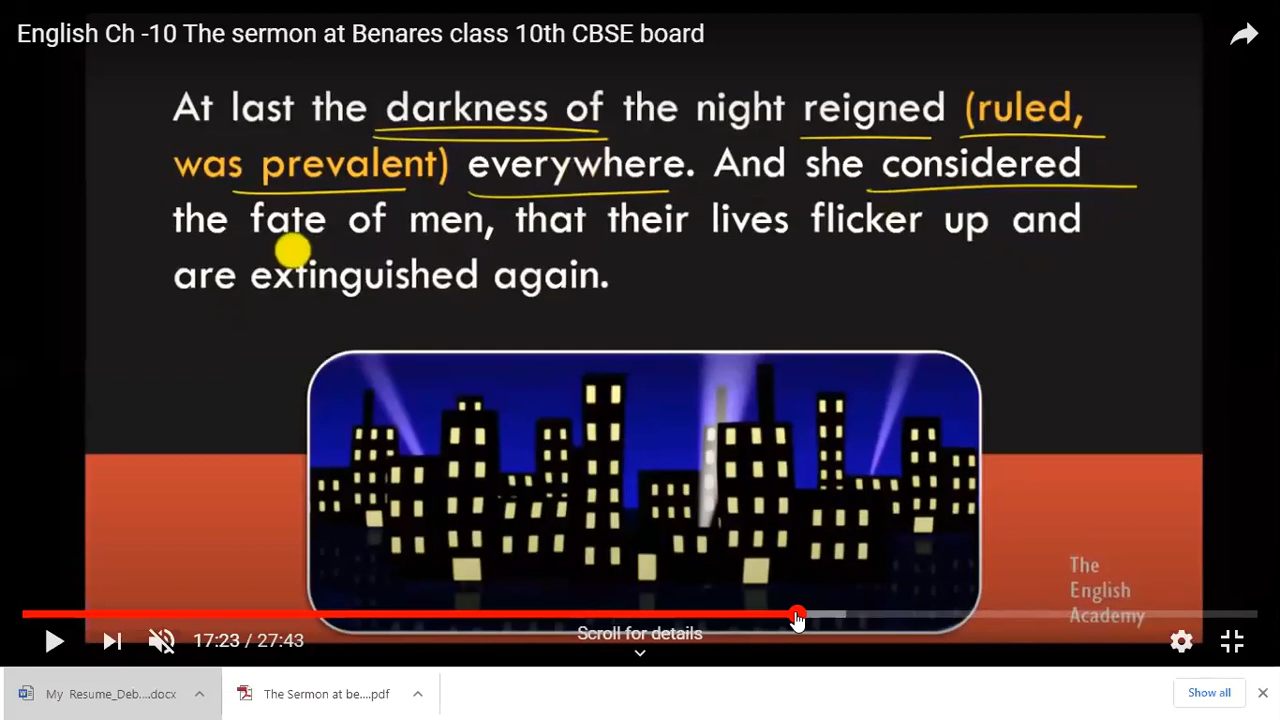 English Ch -10 The sermon at Benares class 10th CBSE board
At last the darkness of the night reigned (ruled,
was prevalent) everywhere. And she considered
the fate of men, that their lives flicker up and
are extinguished again.
The
English
Academy
17:23 / 27:43
Scroll for details
My Resume_Deb....docx
The Sermon at be....pdf
Show all